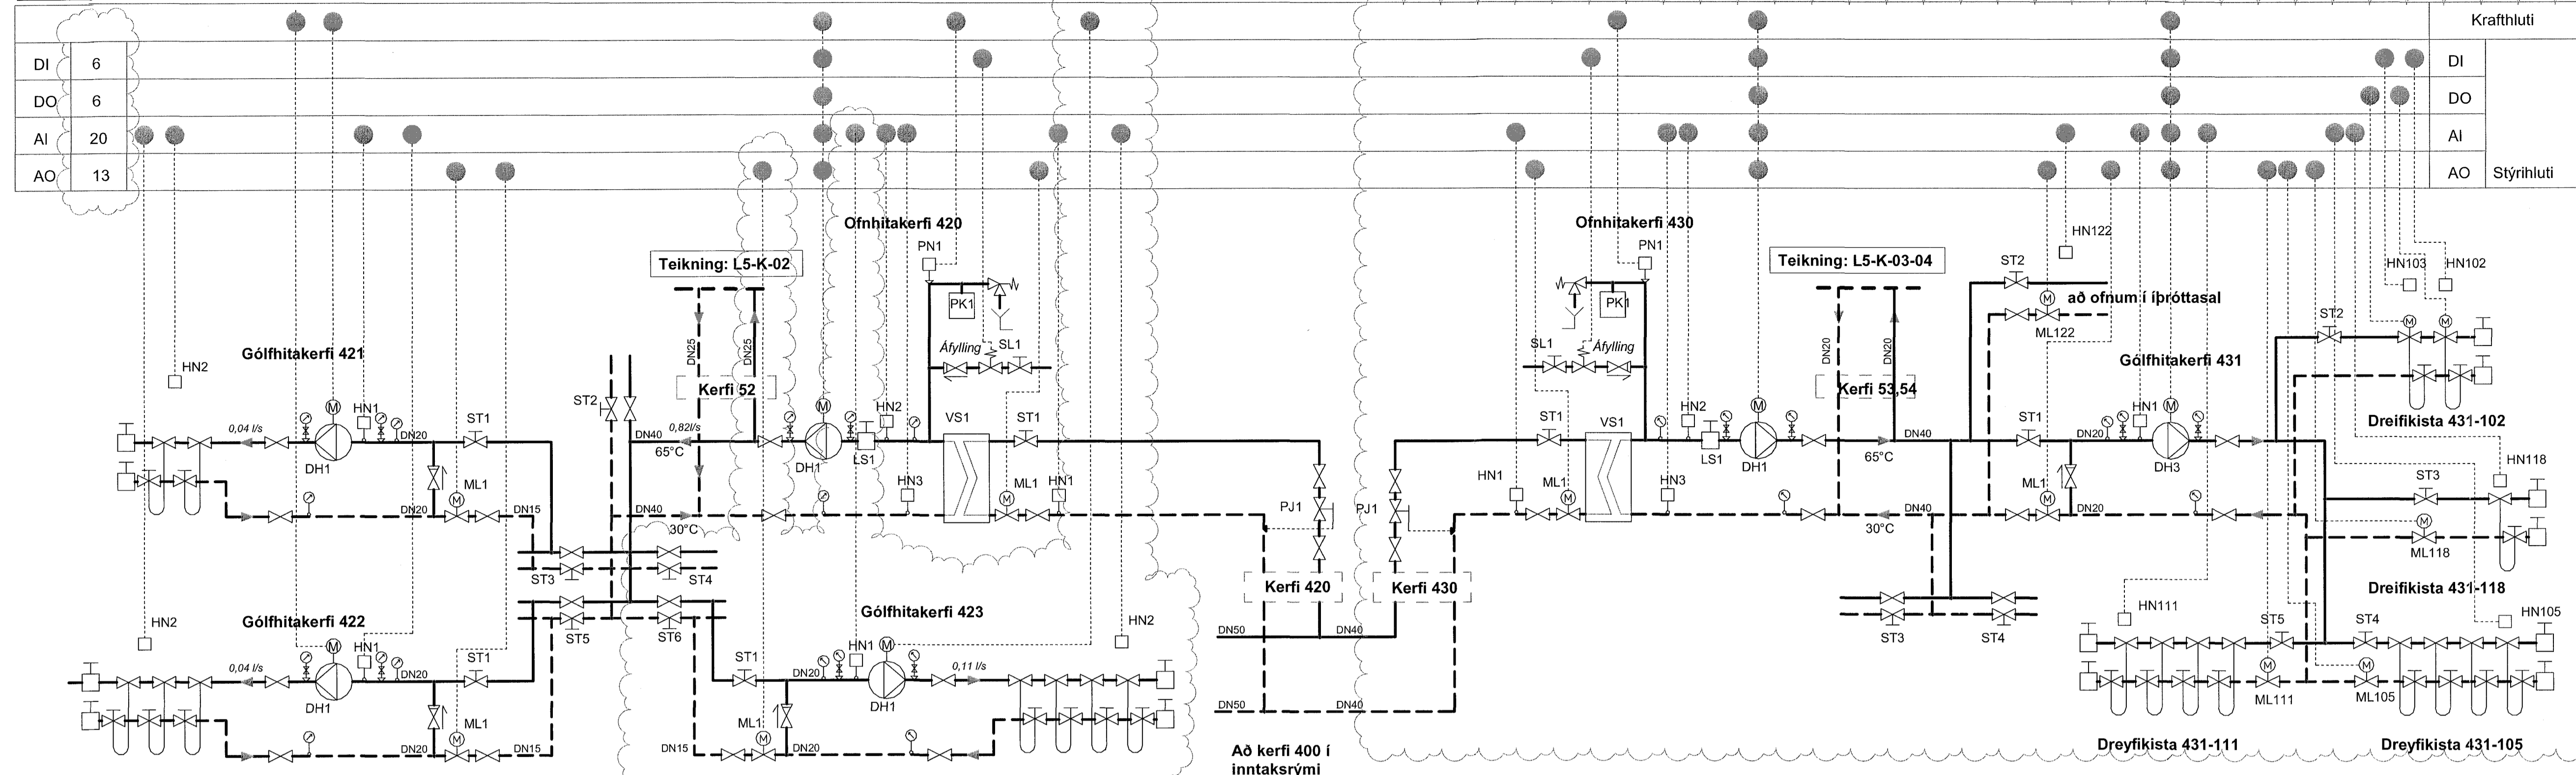 Krafthluti
DI 6 DI
DO 6 DO
AI 20 AI
AO 13 AO Stýrihluti
Ofnhitakerfi 420
Ofnhitakerfi 430
HN122
PN1
PN1
Teikning: L5-K-02
Teikning: L5-K-03-04
ST2
HN103
HN102
PK1
PK1
að ofnum í íþróttasal
ML122
ST2
Gólfhitakerfi 421
HN2
DN25
DN25
Áfylling
SL1
SL1
Áfylling
DN20
DN20
Gólfhitakerfi 431
Kerfi 52
Kerfi 53,54
ST2
HN1
M
ST1
0,04 l/s
DN20
DH1
DN40
0,82l/s
65°C
M
DH1
LS1
HN2
VS1
ST1
ST1
VS1
HN2
LS1
M
DH1
DN40
65°C
ST1
DN20
HN1
M
DH3
M
M
Dreifikista 431-102
HN118
ST3
ML1
M
DN20
DN15
DN40
30°C
HN3
ML1
M
HN1
PJ1
PJ1
HN1
ML1
M
HN3
DN40
30°C
ML1
M
DN20
M
ML118
ST3
ST4
Kerfi 420
Kerfi 430
Dreifikista 431-118
Gólfhitakerfi 422
HN2
ST5
ST6
Gólfhitakerfi 423
HN2
DN50
DN40
ST3
ST4
HN111
ST5
ST4
HN105
HN1
M
ST1
0,04 l/s
DN20
DH1
ST1
DN20
HN1
M
DH1
0,11 l/s
M
ML111
M
ML105
ML1
M
DN20
DN15
DN15
ML1
M
DN20
DN50
DN40
Að kerfi 400 í
inntaksrými
Dreyfikista 431-111
Dreyfikista 431-105